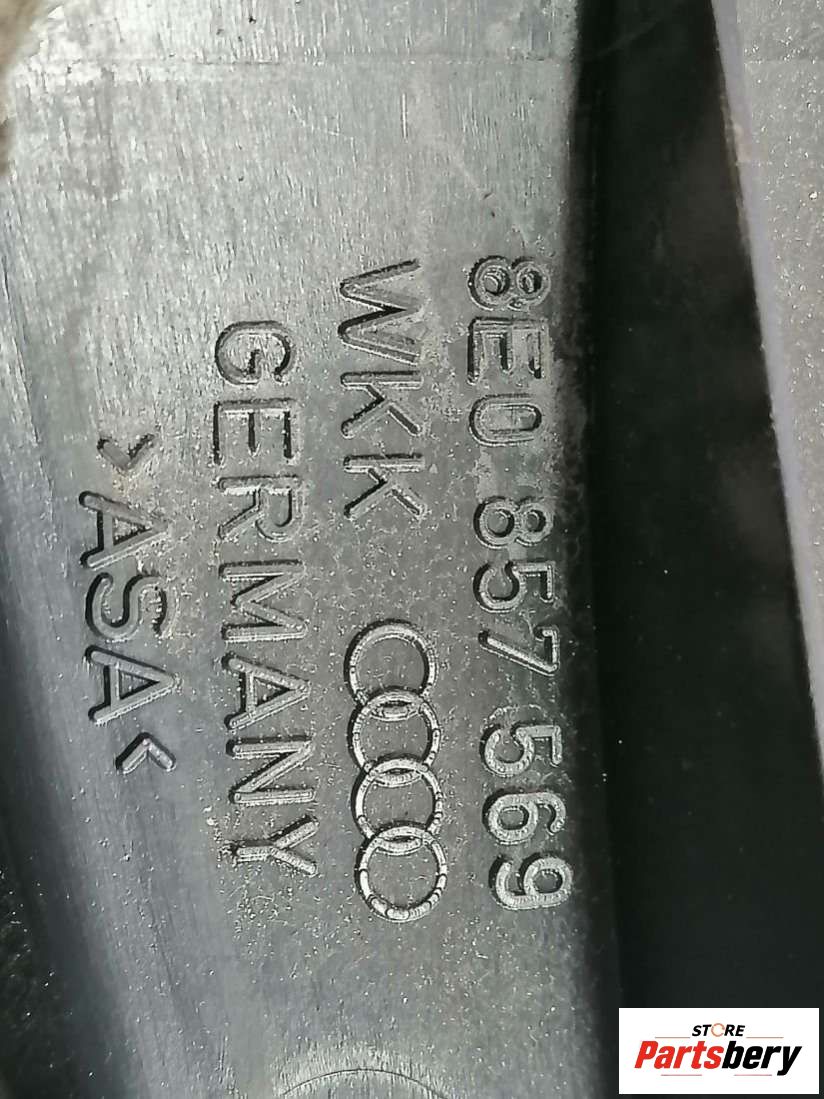 8E0 857 569
WKK
GERMANY
>ASA<
STORE
Partsbery